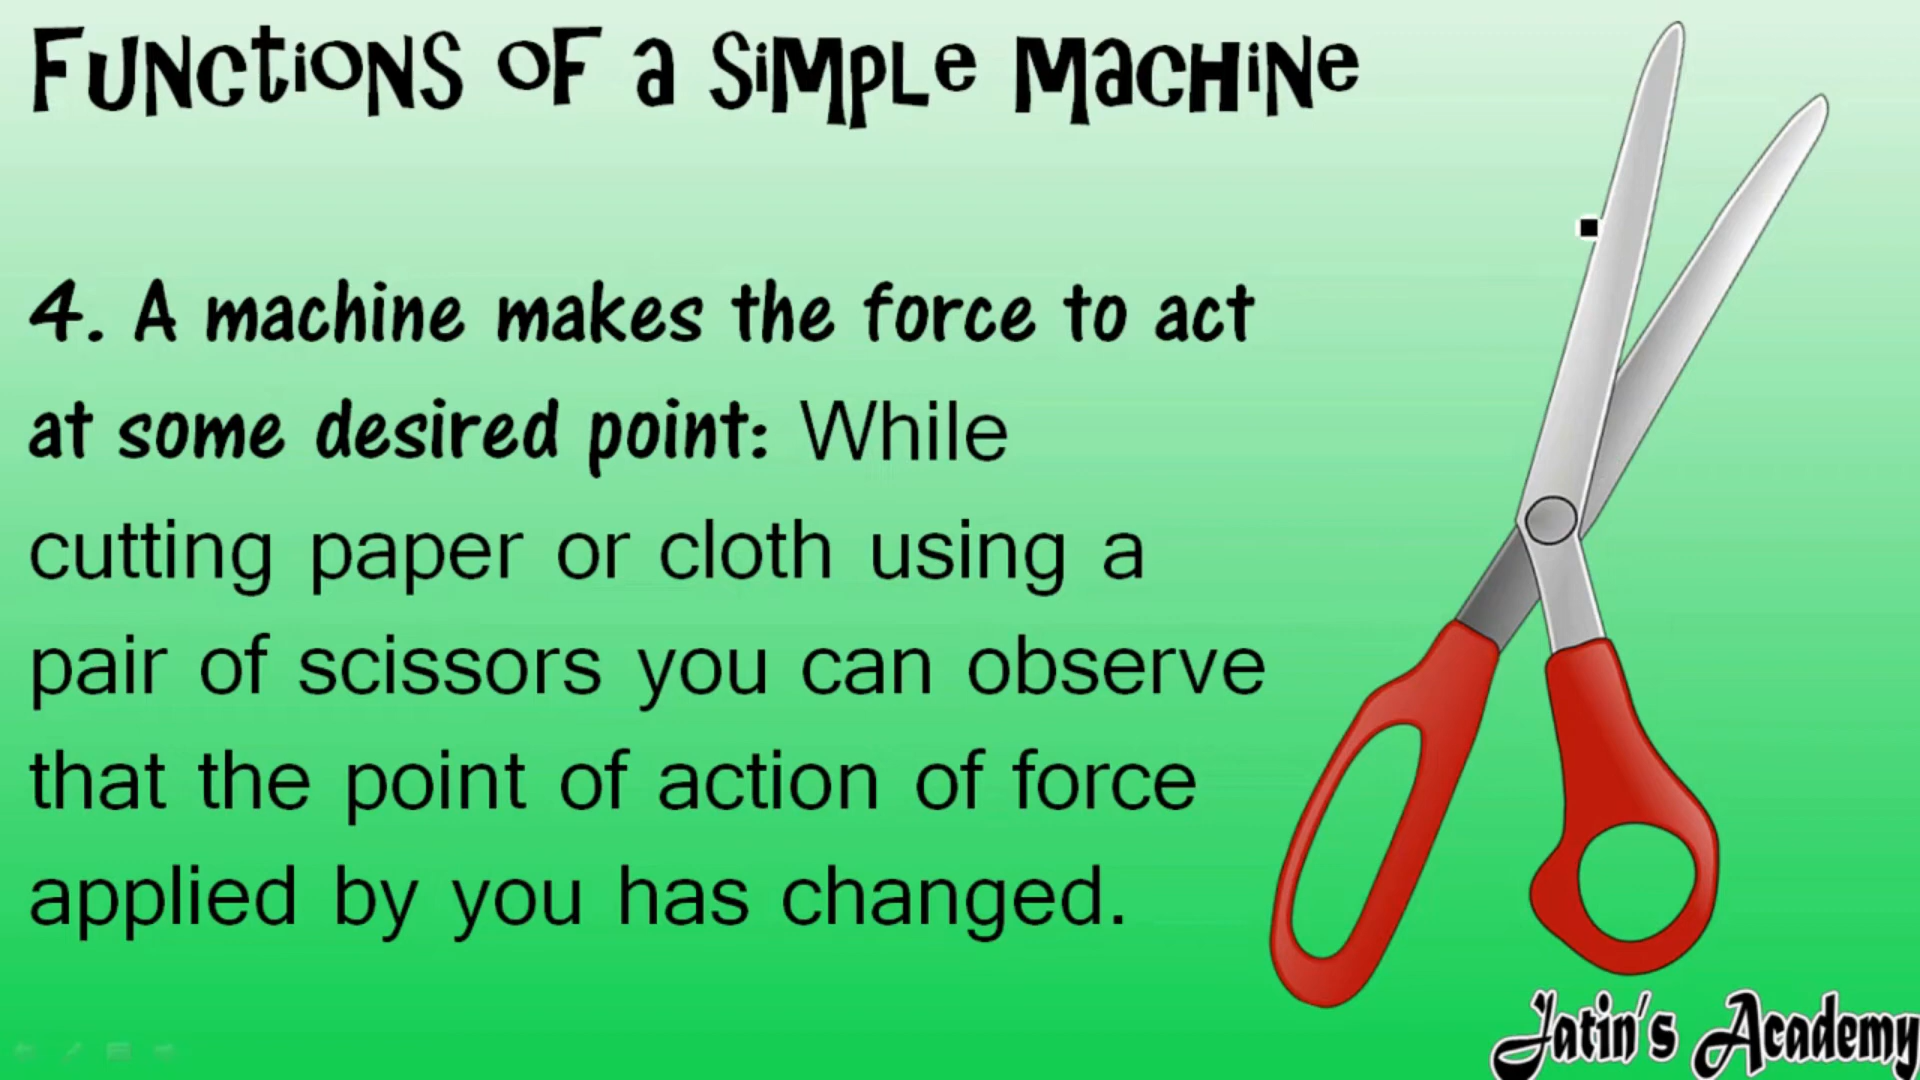 Functions of a Simple Machine
4. A machine makes the force to act
at some desired point: While
cutting paper or cloth using a
pair of scissors you can observe
that the point of action of force
applied by you has changed.
Jatin's Academy